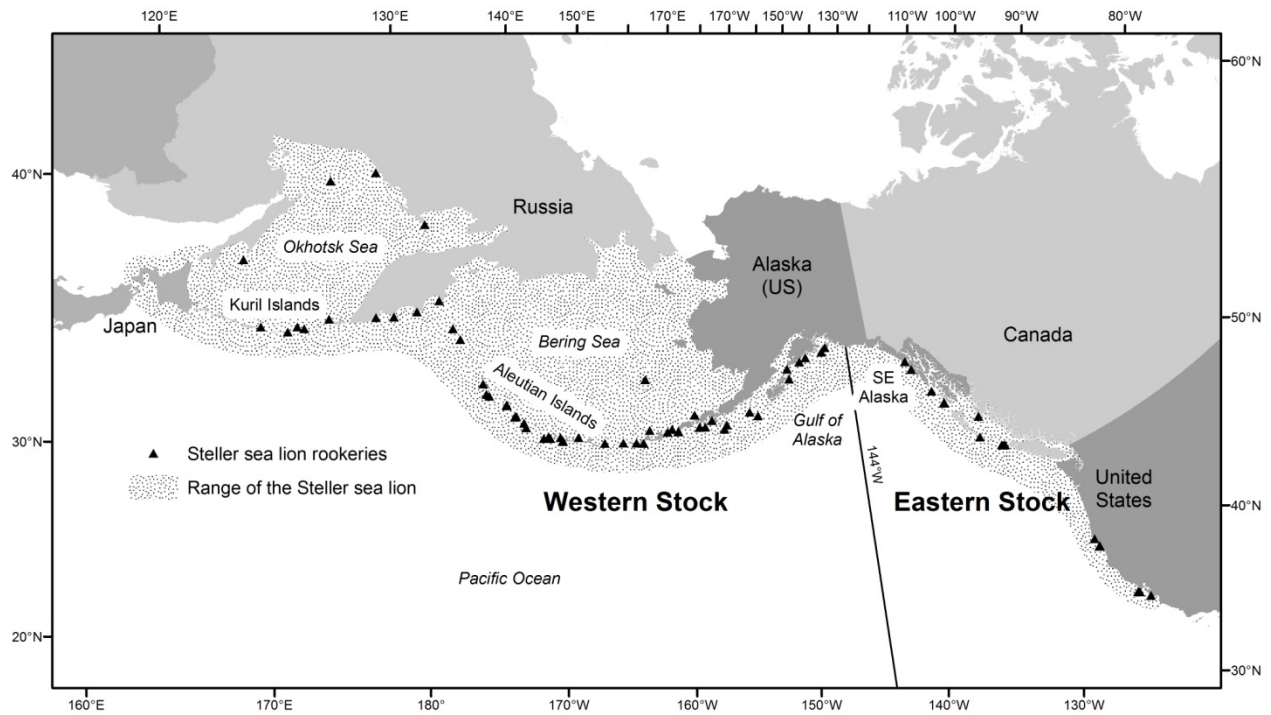 120°E 130°E 140°E 150°E 170°E 170°W 150°W 130°W 110°W 100°W 90°W 80°W
60°N
40°N
Russia
Okhotsk Sea
Alaska
(US)
Kuril Islands
50°N
Japan
Canada
Bering Sea
Aleutian Islands
SE
Alaska
Gulf of
Alaska
30°N
Steller sea lion rookeries
144°W
United
States
Range of the Steller sea lion
Western Stock
Eastern Stock
40°N
Pacific Ocean
20°N
30°N
160°E 170°E 180° 170°W 160°W 150°W 140°W 130°W